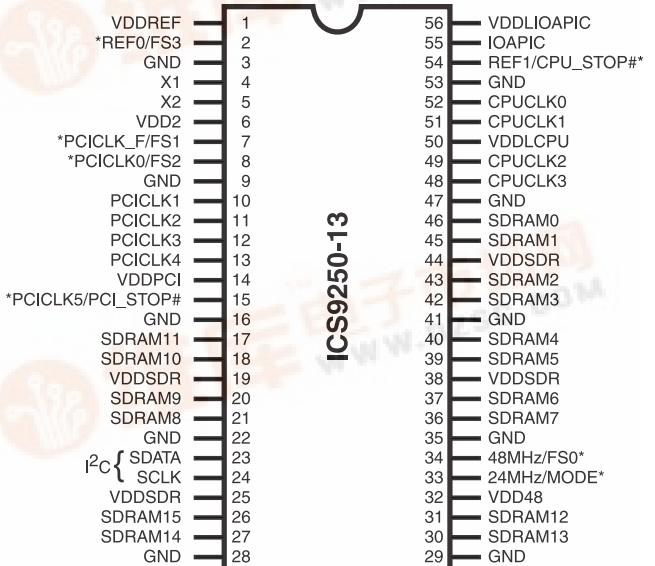 VDDREF 1 56 VDDLIOAPIC
*REF0/FS3 2 55 IOAPIC
GND 3 54 REF1/CPU_STOP#*
X1 4 53 GND
X2 5 52 CPUCLK0
VDD2 6 51 CPUCLK1
*PCICLK_F/FS1 7 50 VDDLCPU
*PCICLK0/FS2 8 49 CPUCLK2
GND 9 48 CPUCLK3
PCICLK1 10 47 GND
PCICLK2 11 46 SDRAM0
PCICLK3 12 45 SDRAM1
PCICLK4 13 44 VDDSDR
VDDPCI 14 43 SDRAM2
*PCICLK5/PCI_STOP# 15 42 SDRAM3
GND 16 41 GND
SDRAM11 17 40 SDRAM4
SDRAM10 18 39 SDRAM5
VDDSDR 19 38 VDDSDR
SDRAM9 20 37 SDRAM6
SDRAM8 21 36 SDRAM7
GND 22 35 GND
I²C { SDATA 23 34 48MHz/FS0*
SCLK 24 33 24MHz/MODE*
VDDSDR 25 32 VDD48
SDRAM15 26 31 SDRAM12
SDRAM14 27 30 SDRAM13
GND 28 29 GND
ICS9250-13